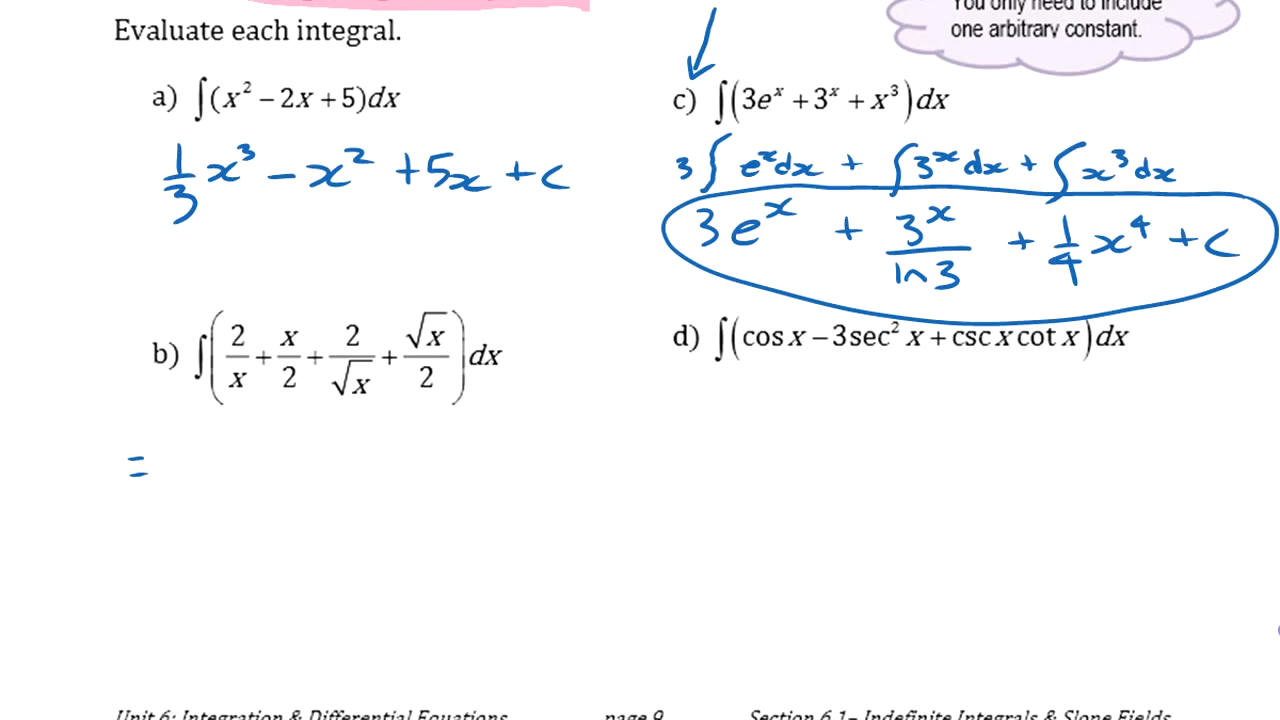 You only need to include
one arbitrary constant.
Evaluate each integral.
a) ∫(x² − 2x + 5)dx
1/3 x³ − x² + 5x + c
b) ∫(2/x + x/2 + 2/√x + √x/2)dx
=
c) ∫(3eˣ + 3ˣ + x³)dx
3∫eˣdx + ∫3ˣdx + ∫x³dx
3eˣ + 3ˣ/ln3 + 1/4 x⁴ + c
d) ∫(cos x − 3sec² x + csc x cot x)dx
Unit 6: Integration & Differential Equations page 9 Section 6.1– Indefinite Integrals & Slope Fields